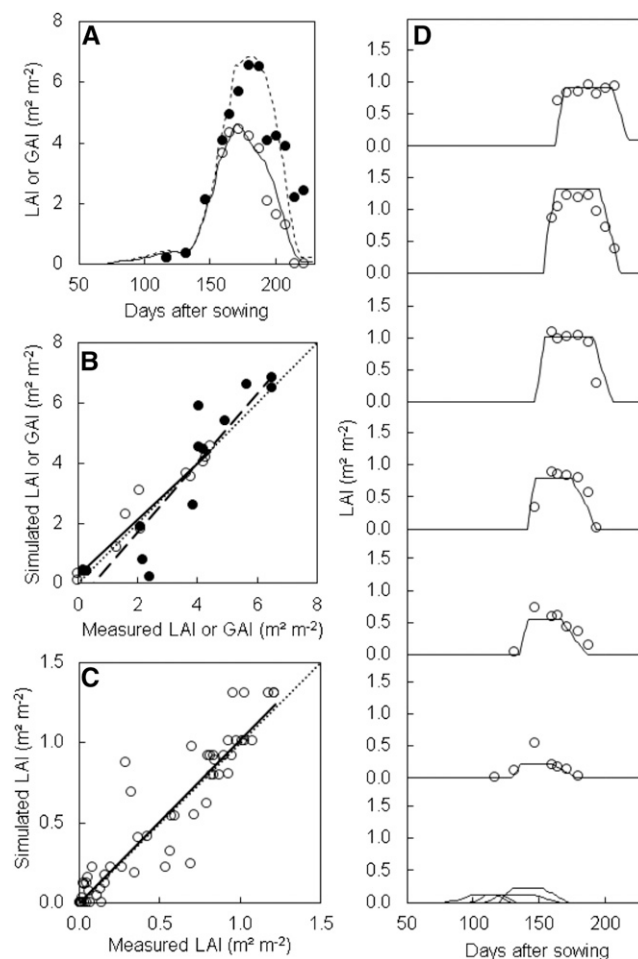 A
8
6
4
2
0
LAI or GAI (m² m⁻²)
50 100 150 200
Days after sowing
B
8
6
4
2
0
Simulated LAI or GAI (m² m⁻²)
0 2 4 6 8
Measured LAI or GAI (m² m⁻²)
C
1.5
1.0
0.5
0.0
Simulated LAI (m² m⁻²)
0.0 0.5 1.0 1.5
Measured LAI (m² m⁻²)
D
1.5
1.0
0.5
0.0
1.5
1.0
0.5
0.0
1.5
1.0
0.5
0.0
1.5
1.0
0.5
0.0
1.5
1.0
0.5
0.0
1.5
1.0
0.5
0.0
1.5
1.0
0.5
0.0
LAI (m² m⁻²)
50 100 150 200
Days after sowing